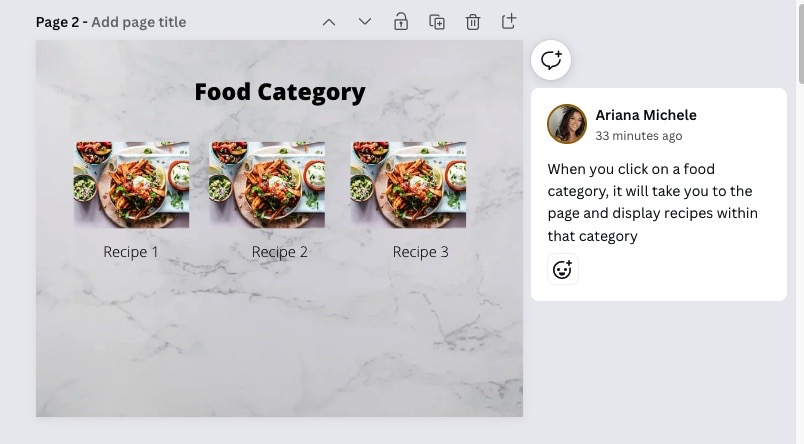 Page 2 - Add page title
Food Category
Recipe 1 Recipe 2 Recipe 3
Ariana Michele
33 minutes ago
When you click on a food
category, it will take you to the
page and display recipes within
that category